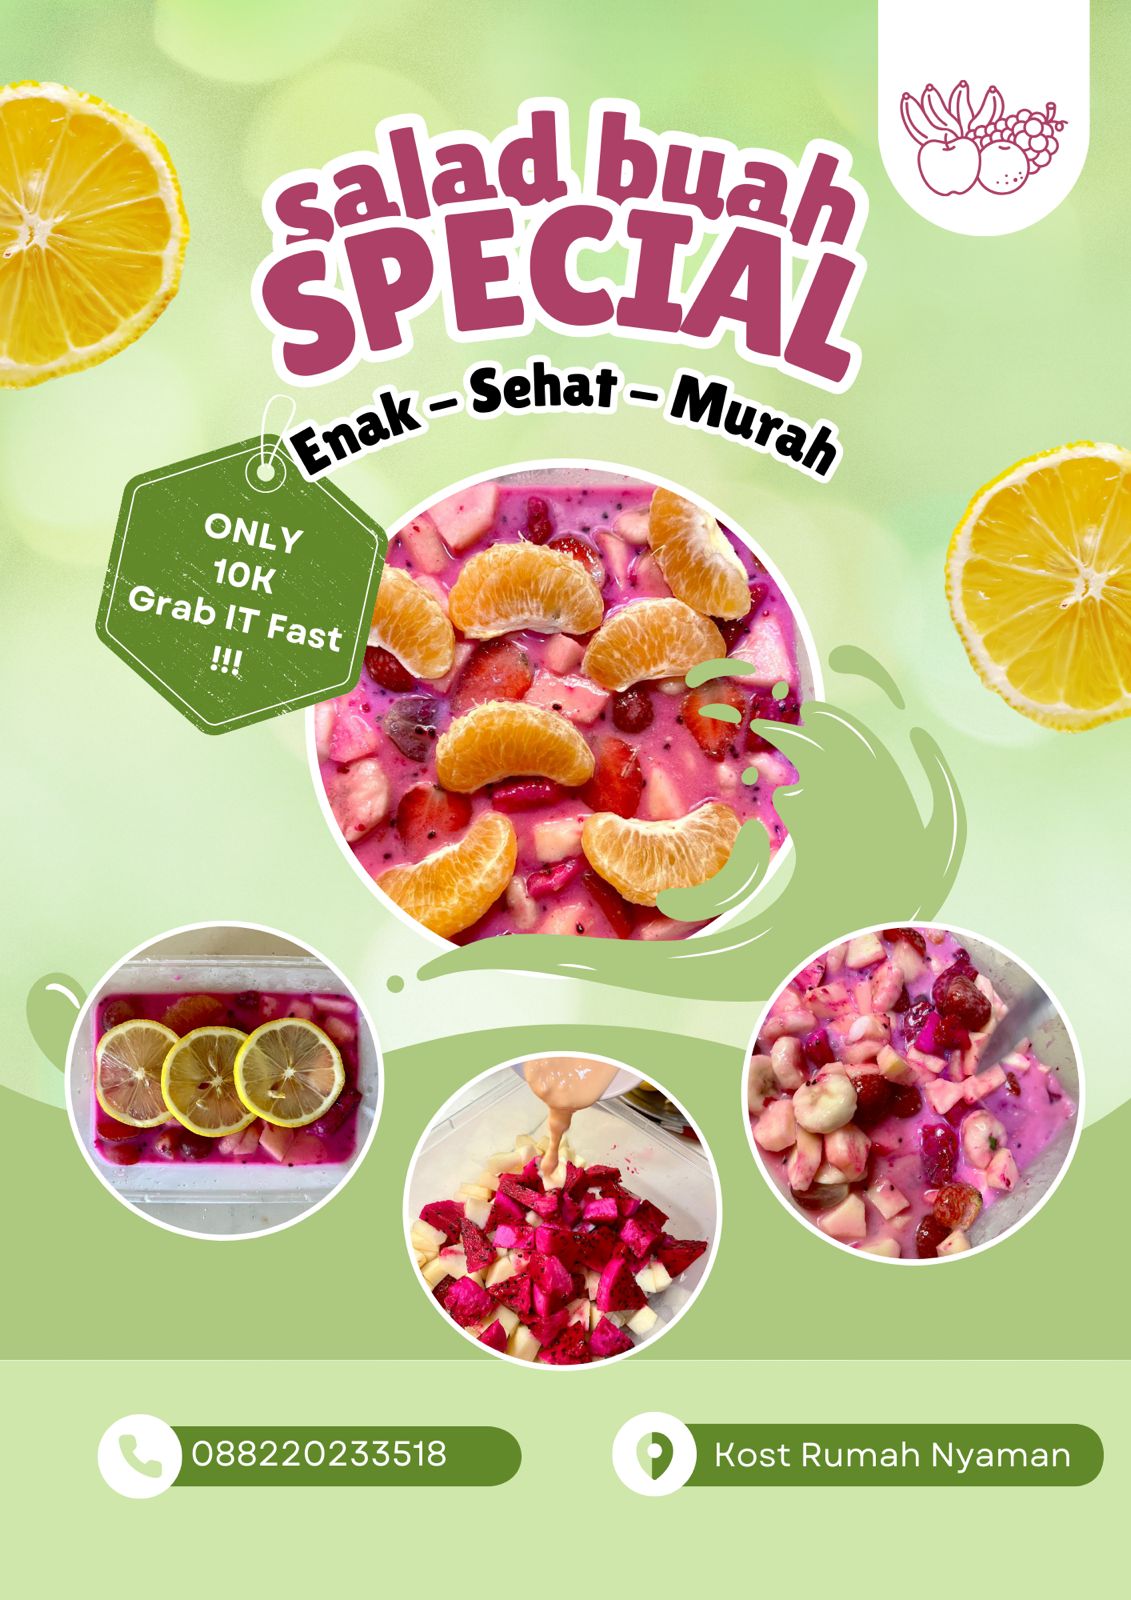 salad buah
SPECIAL
Enak – Sehat – Murah
ONLY
10K
Grab IT Fast
!!!
088220233518
Kost Rumah Nyaman